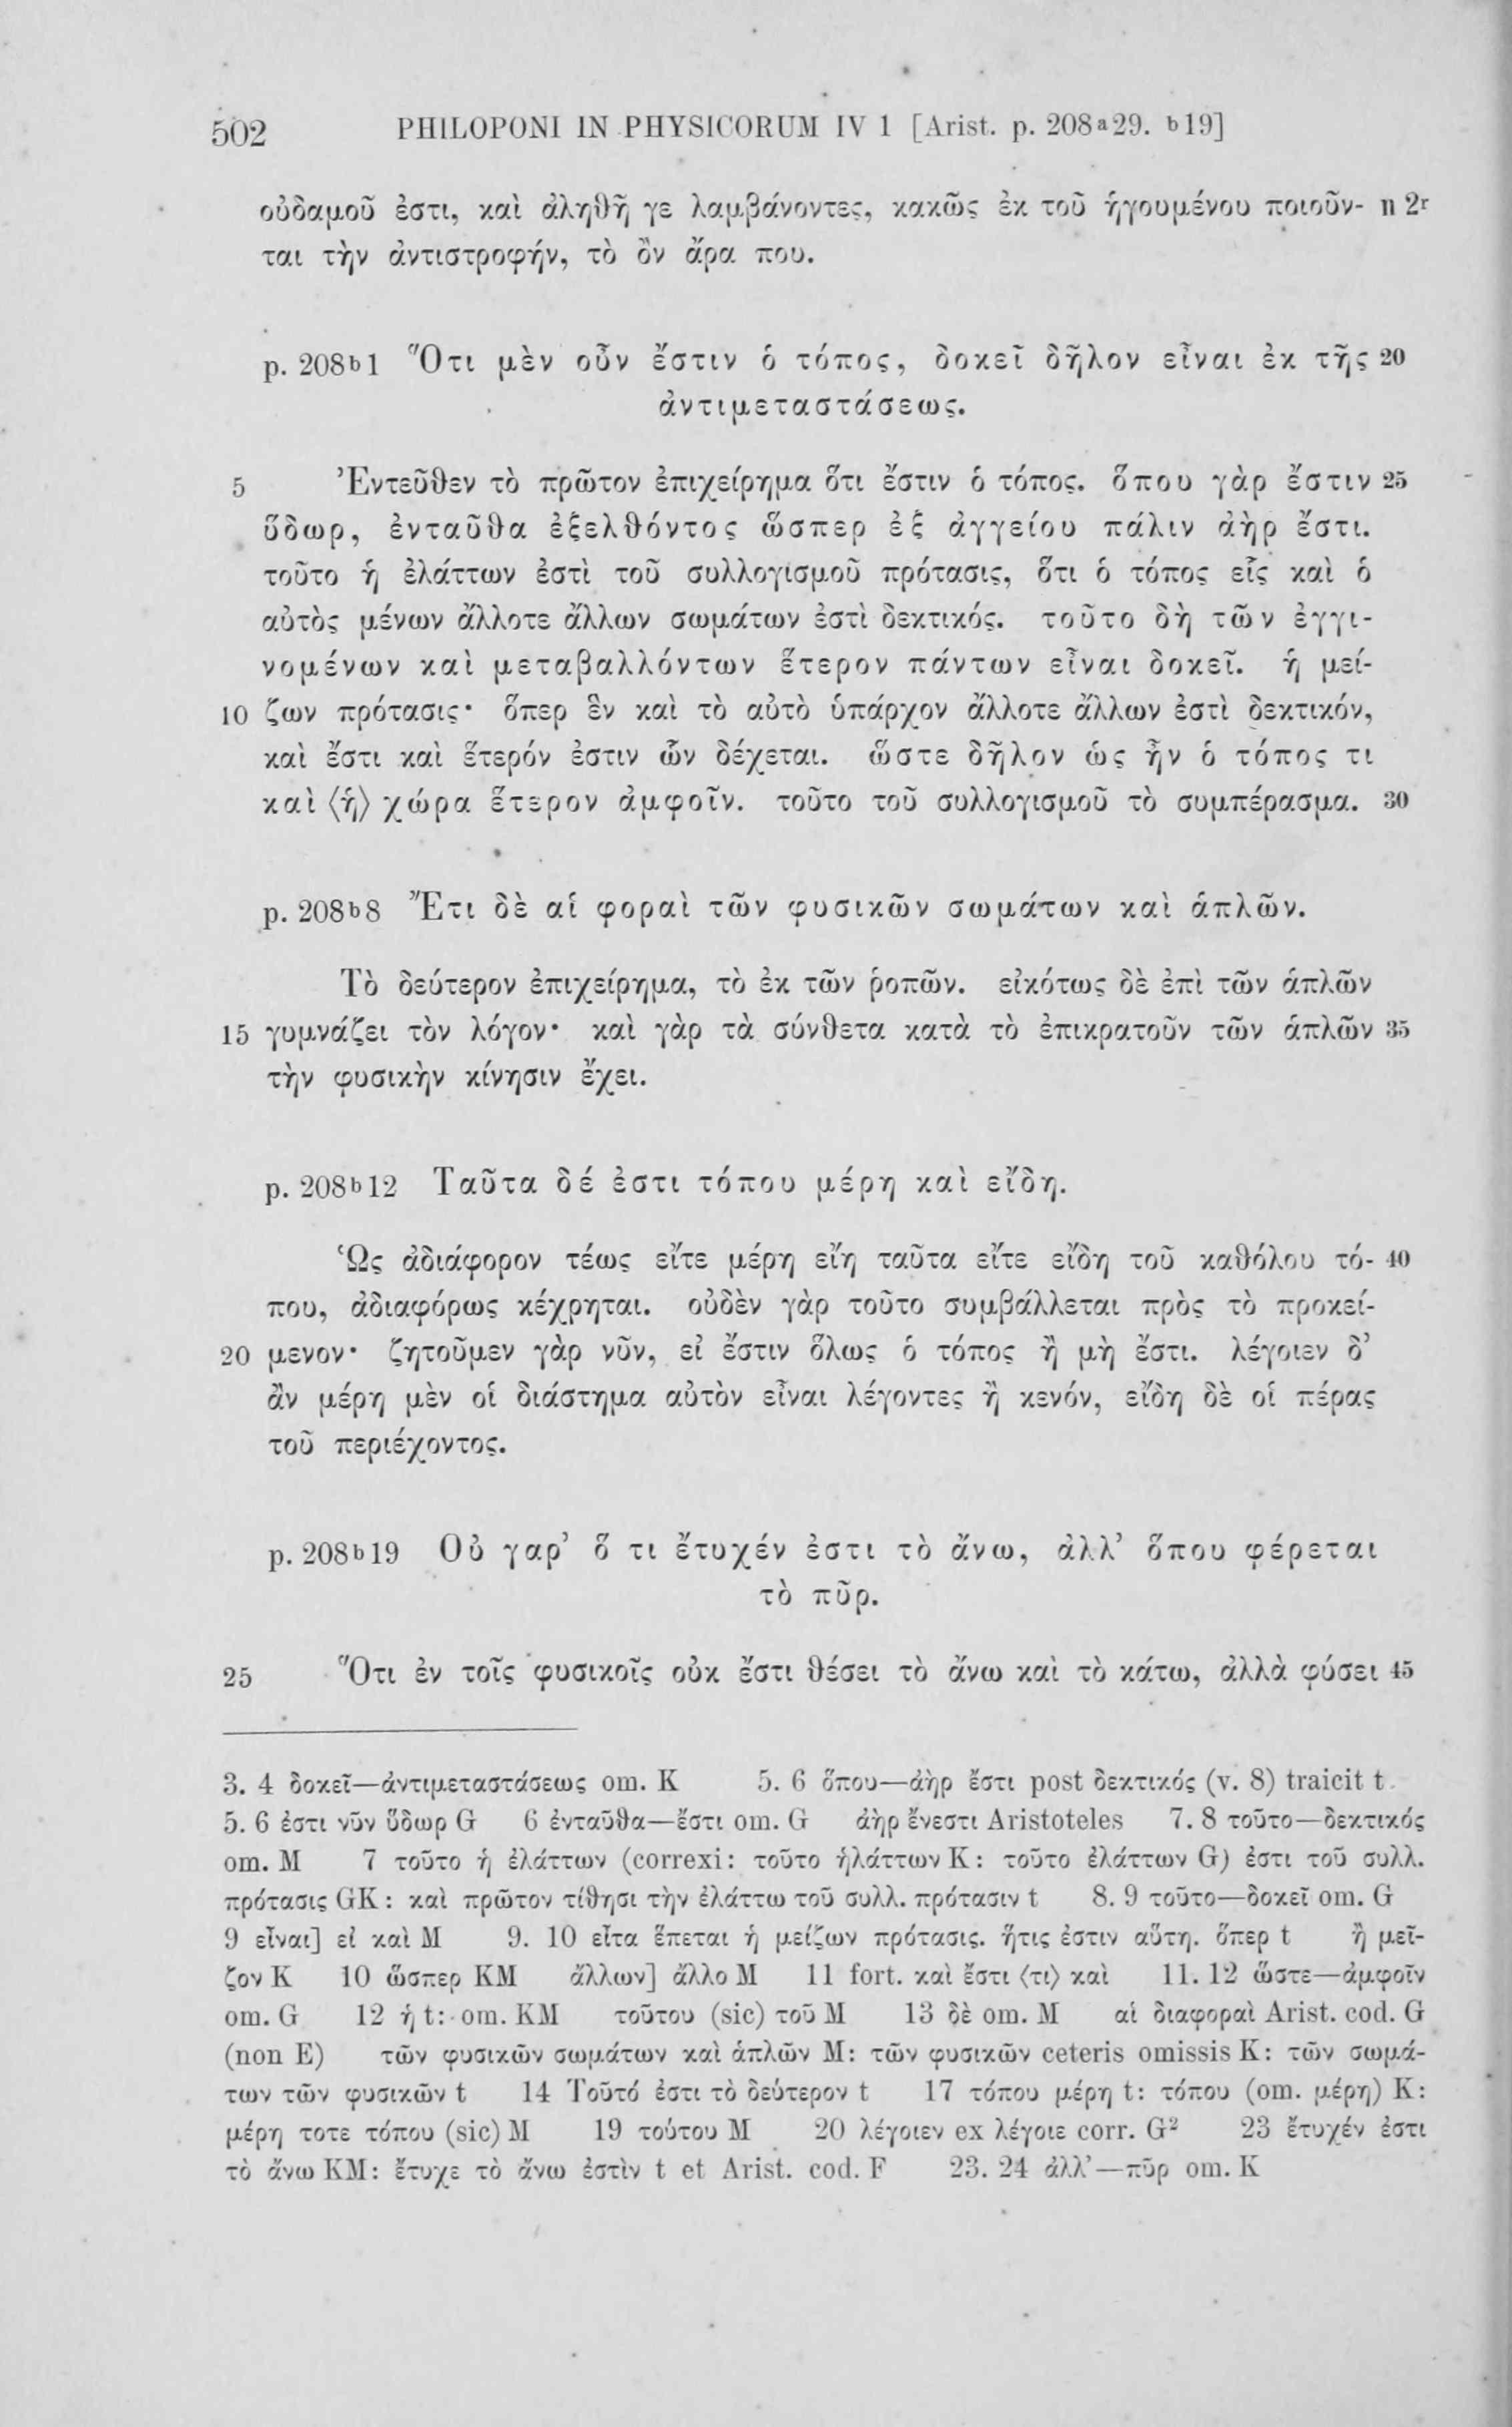 502 PHILOPONI IN PHYSICORUM IV 1 [Arist. p. 208a29. b19]
οὐδαμοῦ ἐστι, καὶ ἀληθῆ γε λαμβάνοντες, κακῶς ἐκ τοῦ ἡγουμένου ποιοῦν- n 2r
ται τὴν ἀντιστροφήν, τὸ ὂν ἄρα που.
p. 208b1 Ὅτι μὲν οὖν ἔστιν ὁ τόπος, δοκεῖ δῆλον εἶναι ἐκ τῆς 20
ἀντιμεταστάσεως.
5 Ἐντεῦθεν τὸ πρῶτον ἐπιχείρημα ὅτι ἔστιν ὁ τόπος. ὅπου γὰρ ἔστιν 25
ὕδωρ, ἐνταῦθα ἐξελθόντος ὥσπερ ἐξ ἀγγείου πάλιν ἀὴρ ἔστι.
τοῦτο ἡ ἐλάττων ἐστὶ τοῦ συλλογισμοῦ πρότασις, ὅτι ὁ τόπος εἷς καὶ ὁ
αὐτὸς μένων ἄλλοτε ἄλλων σωμάτων ἐστὶ δεκτικός. τοῦτο δὴ τῶν ἐγγι-
νομένων καὶ μεταβαλλόντων ἕτερον πάντων εἶναι δοκεῖ. ἡ μεί-
10 ζων πρότασις· ὅπερ ἓν καὶ τὸ αὐτὸ ὑπάρχον ἄλλοτε ἄλλων ἐστὶ δεκτικόν,
καὶ ἔστι καὶ ἕτερόν ἐστιν ὧν δέχεται. ὥστε δῆλον ὡς ἦν ὁ τόπος τι
καὶ ⟨ἡ⟩ χώρα ἕτερον ἀμφοῖν. τοῦτο τοῦ συλλογισμοῦ τὸ συμπέρασμα. 30
p. 208b8 Ἔτι δὲ αἱ φοραὶ τῶν φυσικῶν σωμάτων καὶ ἁπλῶν.
Τὸ δεύτερον ἐπιχείρημα, τὸ ἐκ τῶν ῥοπῶν. εἰκότως δὲ ἐπὶ τῶν ἁπλῶν
15 γυμνάζει τὸν λόγον· καὶ γὰρ τὰ σύνθετα κατὰ τὸ ἐπικρατοῦν τῶν ἁπλῶν 35
τὴν φυσικὴν κίνησιν ἔχει.
p. 208b12 Ταῦτα δέ ἐστι τόπου μέρη καὶ εἴδη.
Ὡς ἀδιάφορον τέως εἴτε μέρη εἴη ταῦτα εἴτε εἴδη τοῦ καθόλου τό- 40
που, ἀδιαφόρως κέχρηται. οὐδὲν γὰρ τοῦτο συμβάλλεται πρὸς τὸ προκεί-
20 μενον· ζητοῦμεν γὰρ νῦν, εἰ ἔστιν ὅλως ὁ τόπος ἢ μὴ ἔστι. λέγοιεν δ’
ἂν μέρη μὲν οἱ διάστημα αὐτὸν εἶναι λέγοντες ἢ κενόν, εἴδη δὲ οἱ πέρας
τοῦ περιέχοντος.
p. 208b19 Οὐ γαρ’ ὅ τι ἔτυχέν ἐστι τὸ ἄνω, ἀλλ’ ὅπου φέρεται
τὸ πῦρ.
25 Ὅτι ἐν τοῖς φυσικοῖς οὐκ ἔστι θέσει τὸ ἄνω καὶ τὸ κάτω, ἀλλὰ φύσει 45
3. 4 δοκεῖ—ἀντιμεταστάσεως om. K 5. 6 ὅπου—ἀὴρ ἔστι post δεκτικός (v. 8) traicit t
5. 6 ἐστι νῦν ὕδωρ G 6 ἐνταῦθα—ἔστι om. G ἀὴρ ἔνεστι Aristoteles 7. 8 τοῦτο—δεκτικός
om. M 7 τοῦτο ἡ ἐλάττων (correxi: τοῦτο ἡλάττων K: τοῦτο ἐλάττων G) ἐστι τοῦ συλλ.
πρότασις GK: καὶ πρῶτον τίθησι τὴν ἐλάττω τοῦ συλλ. πρότασιν t 8. 9 τοῦτο—δοκεῖ om. G
9 εἶναι] εἰ καὶ M 9. 10 εἶτα ἕπεται ἡ μείζων πρότασις. ἥτις ἐστιν αὕτη. ὅπερ t ἢ μεῖ-
ζον K 10 ὥσπερ KM ἄλλων] ἄλλο M 11 fort. καὶ ἔστι ⟨τι⟩ καὶ 11. 12 ὥστε—ἀμφοῖν
om. G 12 ἡ t: om. KM τοῦτου (sic) τοῦ M 13 δὲ om. M αἱ διαφοραὶ Arist. cod. G
(non E) τῶν φυσικῶν σωμάτων καὶ ἁπλῶν M: τῶν φυσικῶν ceteris omissis K: τῶν σωμά-
των τῶν φυσικῶν t 14 Τοῦτό ἐστι τὸ δεύτερον t 17 τόπου μέρη t: τόπου (om. μέρη) K:
μέρη τοτε τόπου (sic) M 19 τούτου M 20 λέγοιεν ex λέγοιε corr. G2 23 ἔτυχέν ἐστι
τὸ ἄνω KM: ἔτυχε τὸ ἄνω ἐστὶν t et Arist. cod. F 23. 24 ἀλλ’—πῦρ om. K